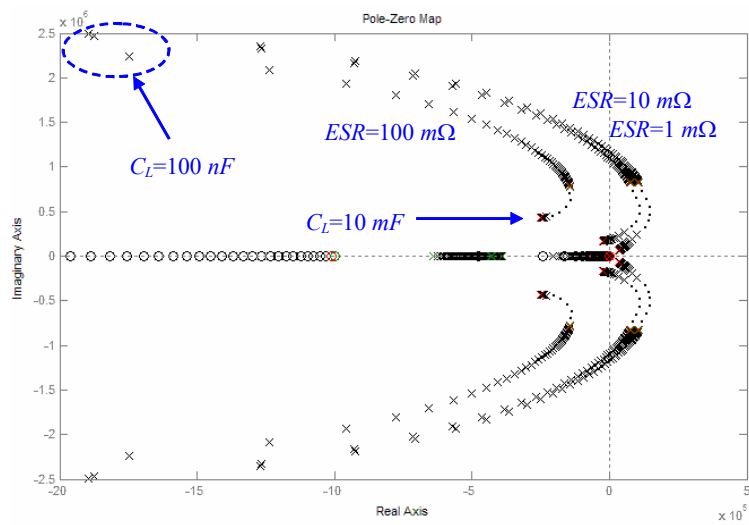 Pole-Zero Map
x 10^6
2.5
2
1.5
1
0.5
0
-0.5
-1
-1.5
-2
-2.5
Imaginary Axis
ESR=100 mΩ
ESR=10 mΩ
ESR=1 mΩ
C_L=100 nF
C_L=10 mF
-20
-15
-10
-5
0
5
Real Axis
x 10^5